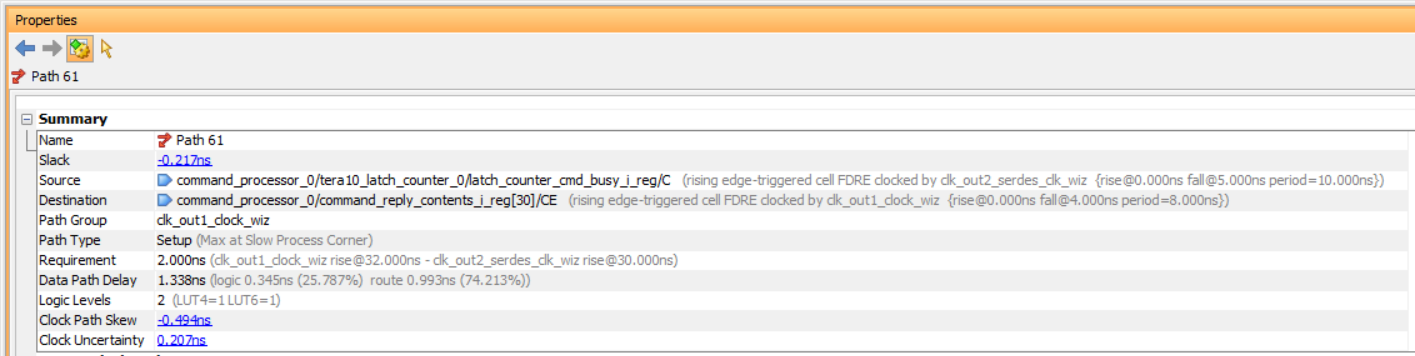 Properties
Path 61
Summary
Name Path 61
Slack -0.217ns
Source command_processor_0/tera10_latch_counter_0/latch_counter_cmd_busy_i_reg/C (rising edge-triggered cell FDRE clocked by clk_out2_serdes_clk_wiz {rise@0.000ns fall@5.000ns period=10.000ns})
Destination command_processor_0/command_reply_contents_i_reg[30]/CE (rising edge-triggered cell FDRE clocked by clk_out1_clock_wiz {rise@0.000ns fall@4.000ns period=8.000ns})
Path Group clk_out1_clock_wiz
Path Type Setup (Max at Slow Process Corner)
Requirement 2.000ns (clk_out1_clock_wiz rise@32.000ns - clk_out2_serdes_clk_wiz rise@30.000ns)
Data Path Delay 1.338ns (logic 0.345ns (25.787%) route 0.993ns (74.213%))
Logic Levels 2 (LUT4=1 LUT6=1)
Clock Path Skew -0.494ns
Clock Uncertainty 0.207ns